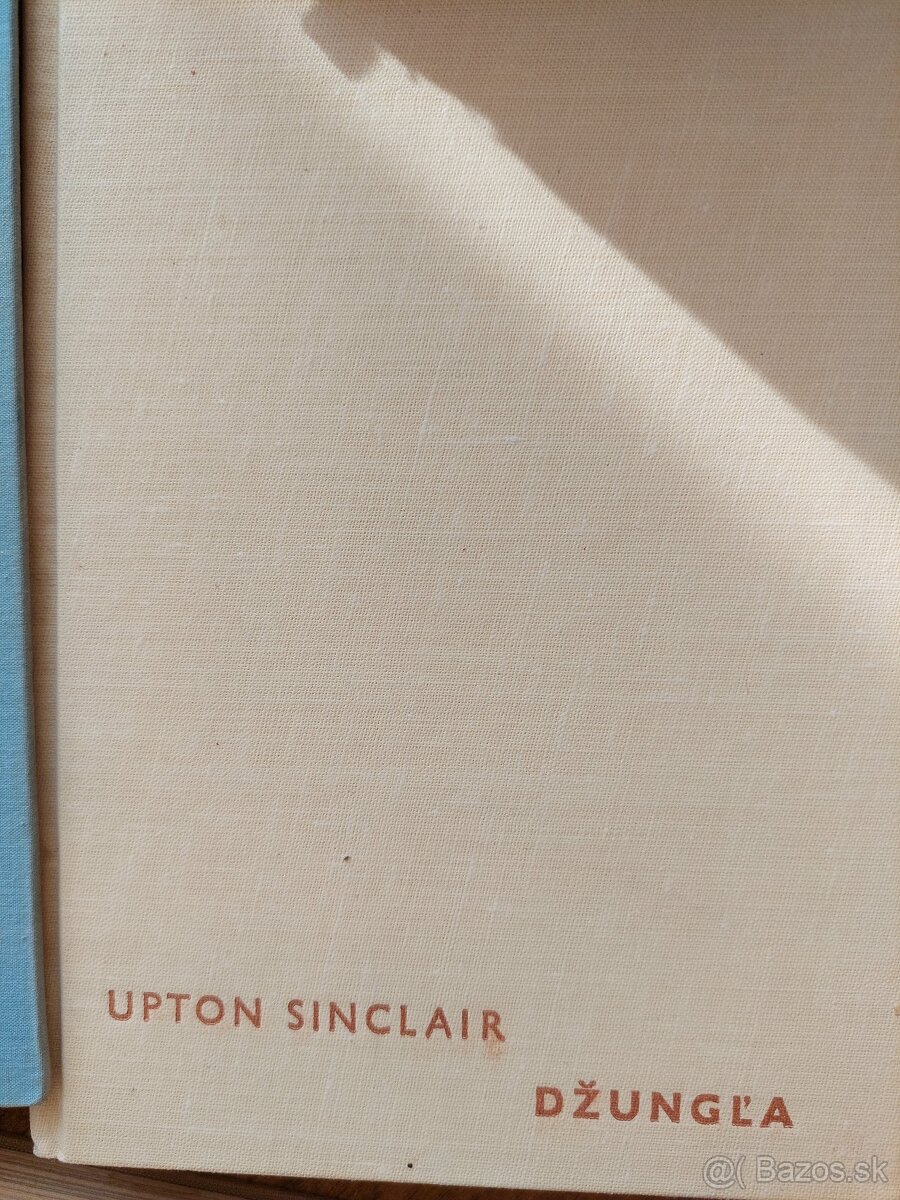 UPTON SINCLAIR
DŽUNGĽA
@( Bazos.sk